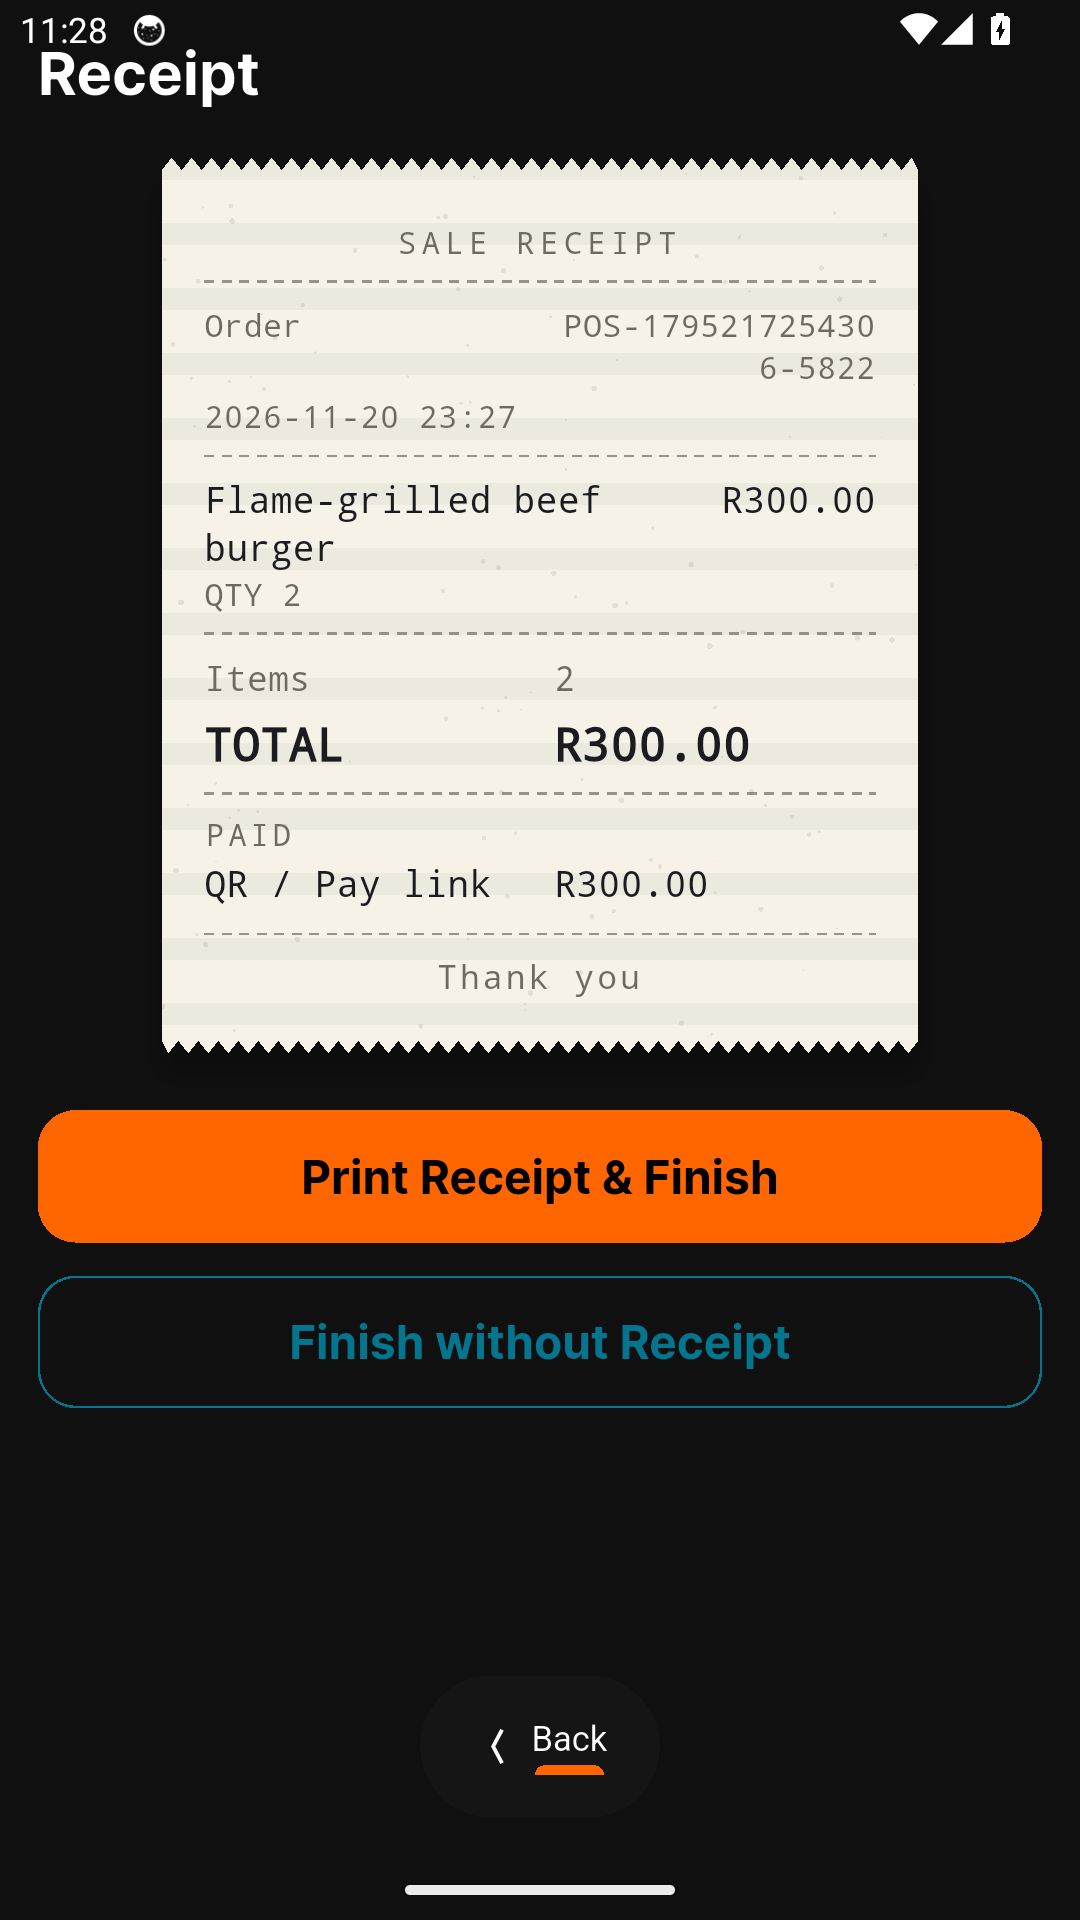 11:28
Receipt
SALE RECEIPT
Order POS-179521725430
6-5822
2026-11-20 23:27
Flame-grilled beef R300.00
burger
QTY 2
Items 2
TOTAL R300.00
PAID
QR / Pay link R300.00
Thank you
Print Receipt & Finish
Finish without Receipt
Back